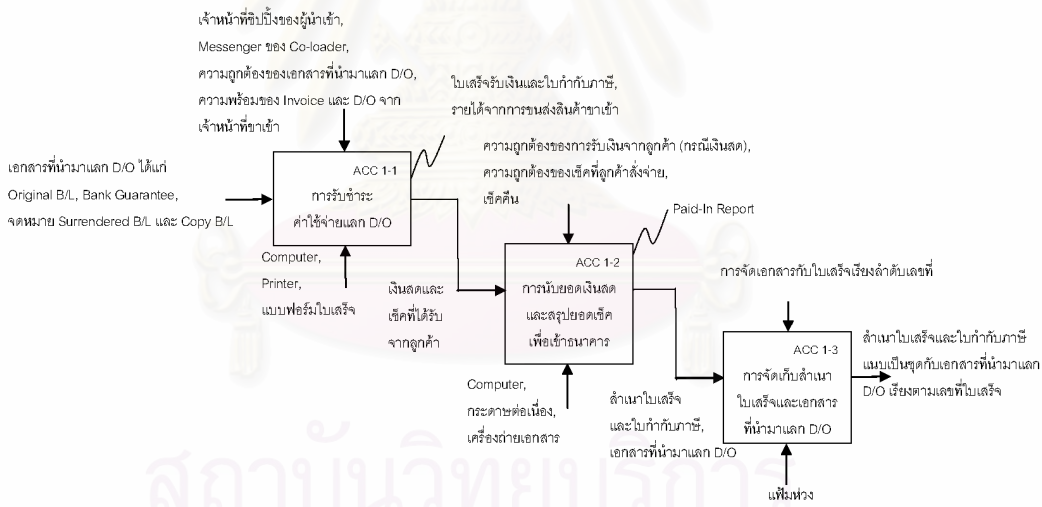 เจ้าหน้าที่ชิปปิ้งของผู้นำเข้า,
Messenger ของ Co-loader,
ความถูกต้องของเอกสารที่นำมาแลก D/O,
ความพร้อมของ Invoice และ D/O จาก
เจ้าหน้าที่ขาเข้า
ใบเสร็จรับเงินและใบกำกับภาษี,
รายได้จากการขนส่งสินค้าขาเข้า
เอกสารที่นำมาแลก D/O ได้แก่
Original B/L, Bank Guarantee,
จดหมาย Surrendered B/L และ Copy B/L
ACC 1-1
การรับชำระ
ค่าใช้จ่ายแลก D/O
Computer,
Printer,
แบบฟอร์มใบเสร็จ
ความถูกต้องของการรับเงินจากลูกค้า (กรณีเงินสด),
ความถูกต้องของเช็คที่ลูกค้าสั่งจ่าย,
เช็คคืน
Paid-In Report
เงินสดและ
เช็คที่ได้รับ
จากลูกค้า
ACC 1-2
การนับยอดเงินสด
และสรุปยอดเช็ค
เพื่อเข้าธนาคาร
Computer,
กระดาษต่อเนื่อง,
เครื่องถ่ายเอกสาร
การจัดเอกสารกับใบเสร็จเรียงลำดับเลขที่
สำเนาใบเสร็จ
และใบกำกับภาษี,
เอกสารที่นำมาแลก D/O
ACC 1-3
การจัดเก็บสำเนา
ใบเสร็จและเอกสาร
ที่นำมาแลก D/O
สำเนาใบเสร็จและใบกำกับภาษี
แนบเป็นชุดกับเอกสารที่นำมาแลก
D/O เรียงตามเลขที่ใบเสร็จ
แฟ้มห่วง
สถาบันวิทยบริการ